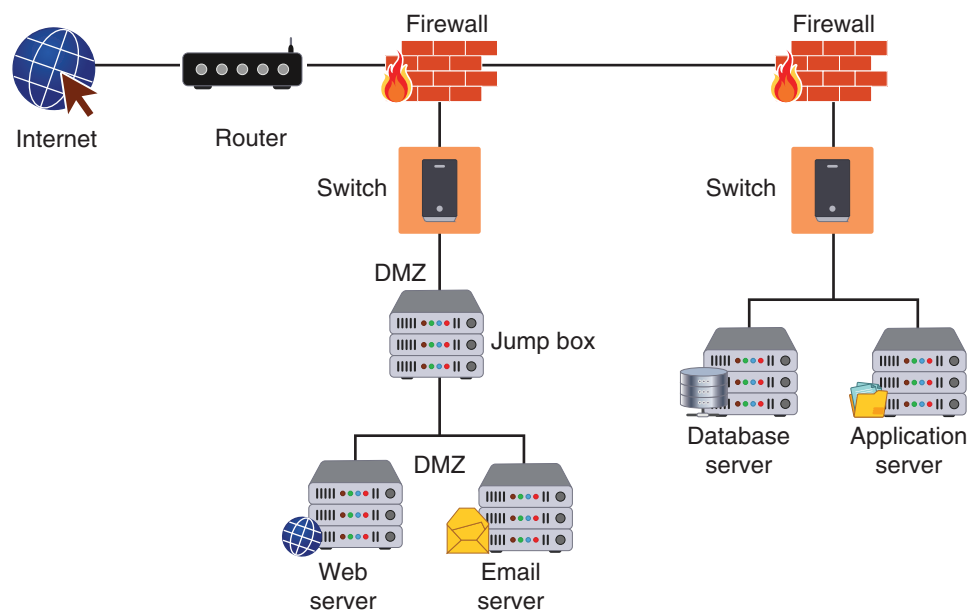 Firewall
Firewall
Internet
Router
Switch
Switch
DMZ
Jump box
Database
server
Application
server
DMZ
Web
server
Email
server